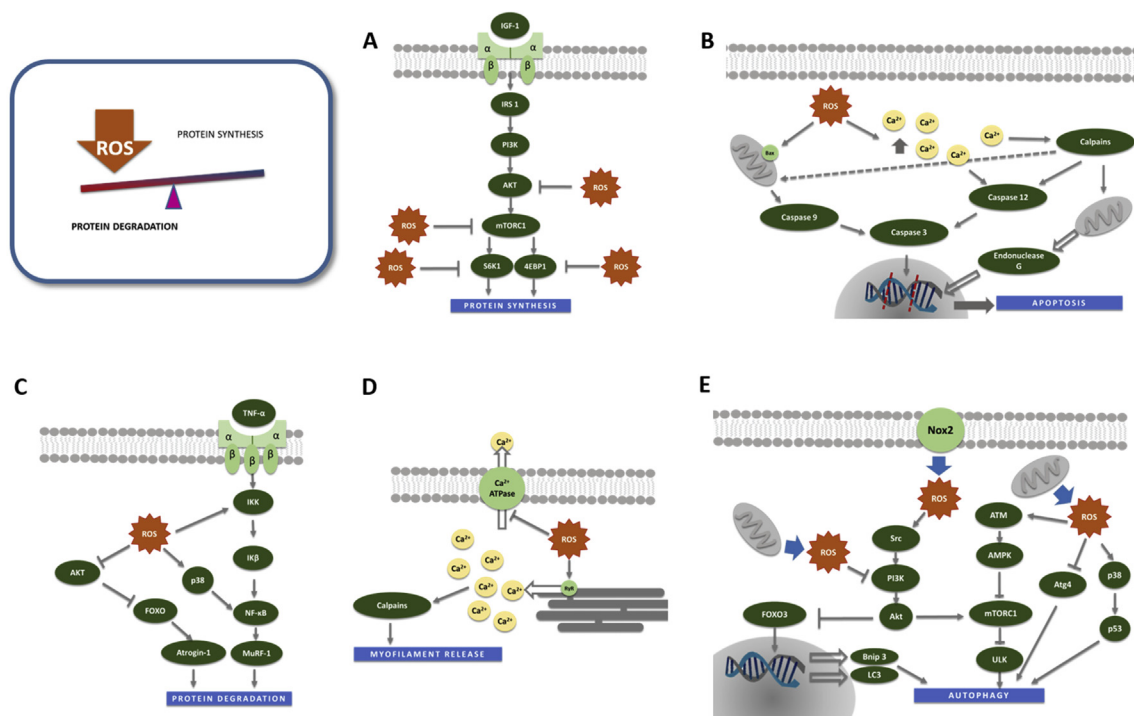 ROS
PROTEIN SYNTHESIS
PROTEIN DEGRADATION
A
IGF-1
α
α
β
β
IRS 1
PI3K
AKT
ROS
ROS
mTORC1
ROS
S6K1
4EBP1
ROS
PROTEIN SYNTHESIS
B
ROS
Bax
Ca2+
Ca2+
Ca2+
Ca2+
Ca2+
Calpains
Caspase 12
Caspase 9
Caspase 3
Endonuclease
G
APOPTOSIS
C
TNF-α
α
α
β
β
β
IKK
ROS
IKβ
AKT
p38
FOXO
NF-κB
Atrogin-1
MuRF-1
PROTEIN DEGRADATION
D
Ca2+
Ca2+
ATPase
ROS
Ca2+
Ca2+
Ca2+
Ca2+
Ca2+
Ca2+
Ca2+
RyR
Calpains
MYOFILAMENT RELEASE
E
Nox2
ROS
ROS
ATM
ROS
Src
AMPK
PI3K
Atg4
p38
FOXO3
Akt
mTORC1
p53
Bnip 3
LC3
ULK
AUTOPHAGY